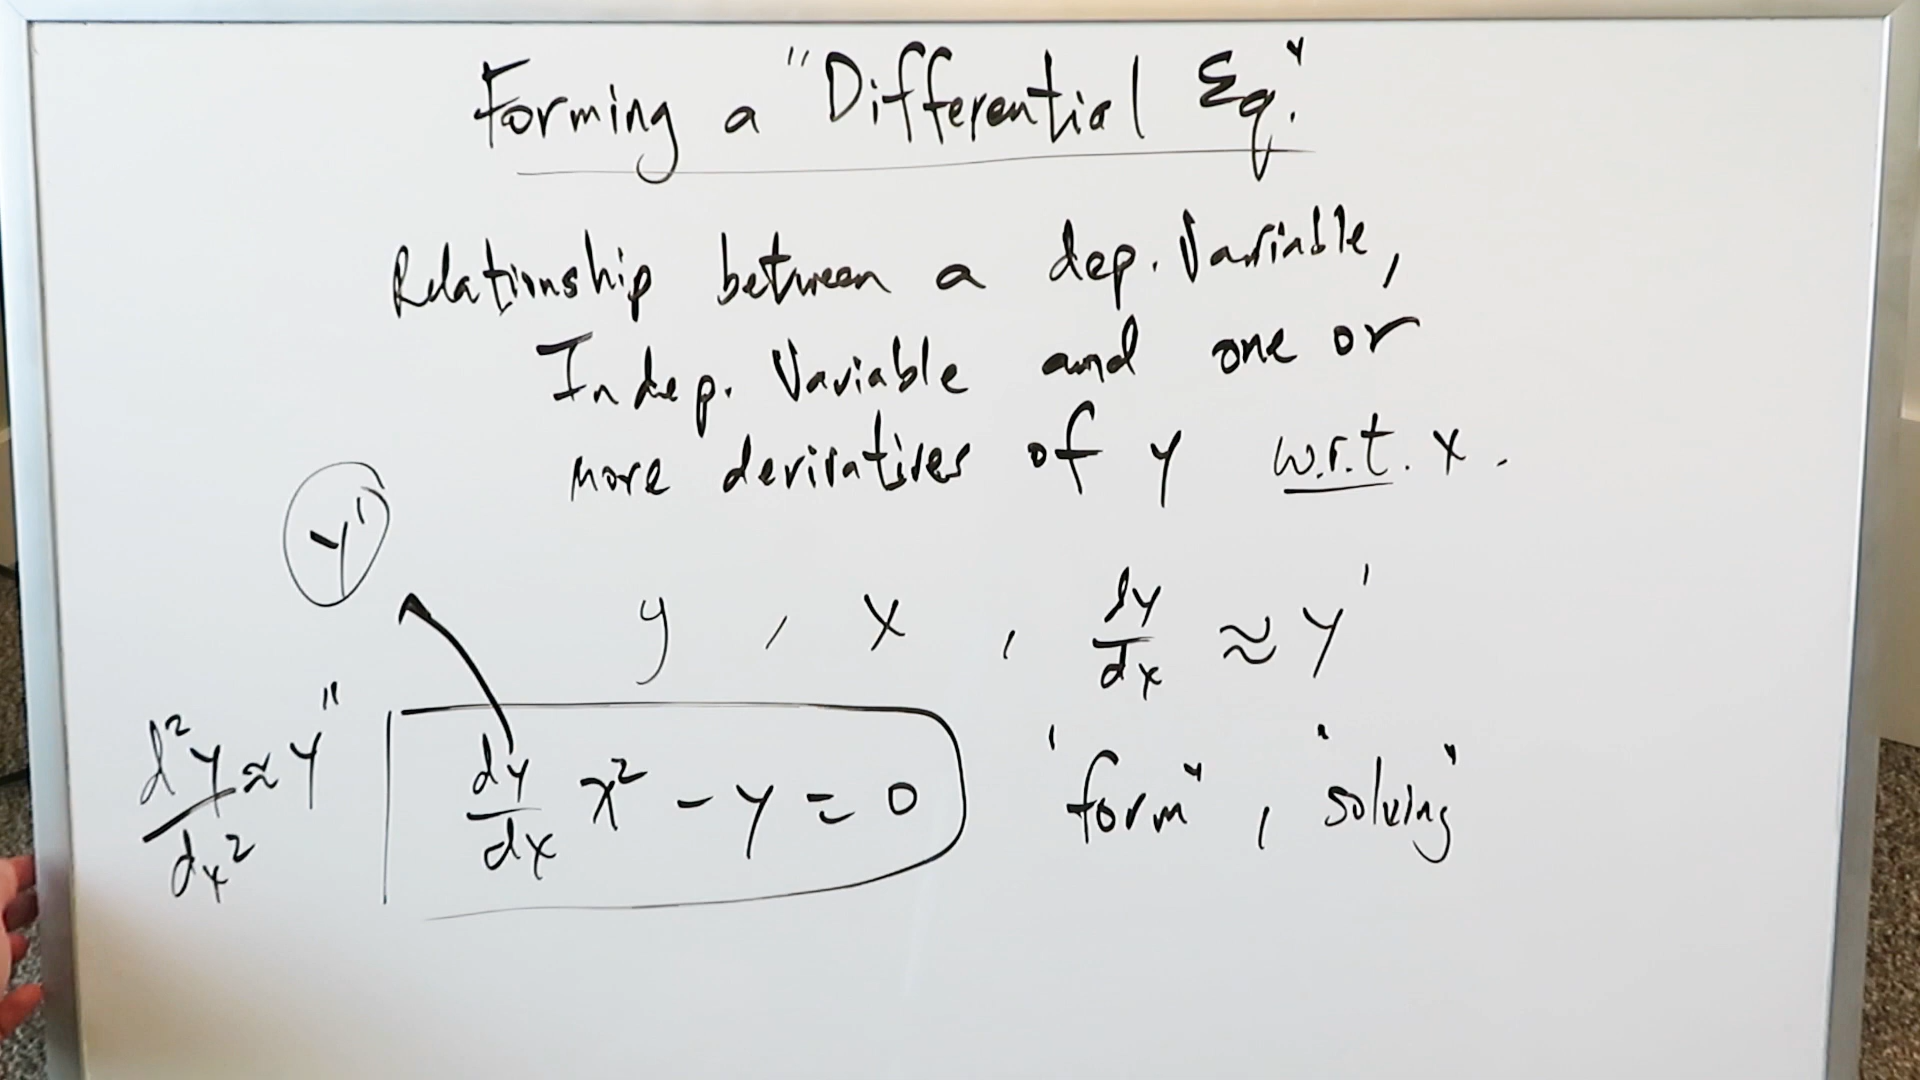 Forming a "Differential Eq."
Relationship between a dep. Variable,
Indep. Variable and one or
more derivatives of y w.r.t. x.
y'
y , x , dy/dx ≈ y'
d²y/dx² ≈ y"
dy/dx x² - y = 0
"form", "solving"